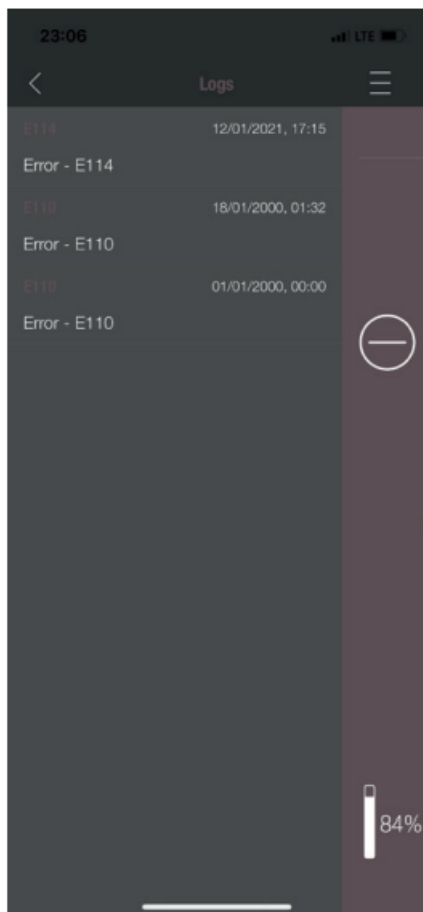 23:06 LTE
Logs
E114 12/01/2021, 17:15
Error - E114
E110 18/01/2000, 01:32
Error - E110
E110 01/01/2000, 00:00
Error - E110
84%